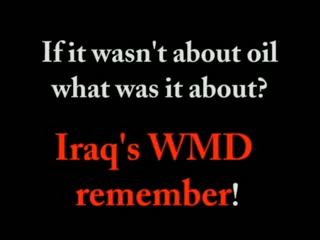 If it wasn't about oil
what was it about?
Iraq's WMD
remember!